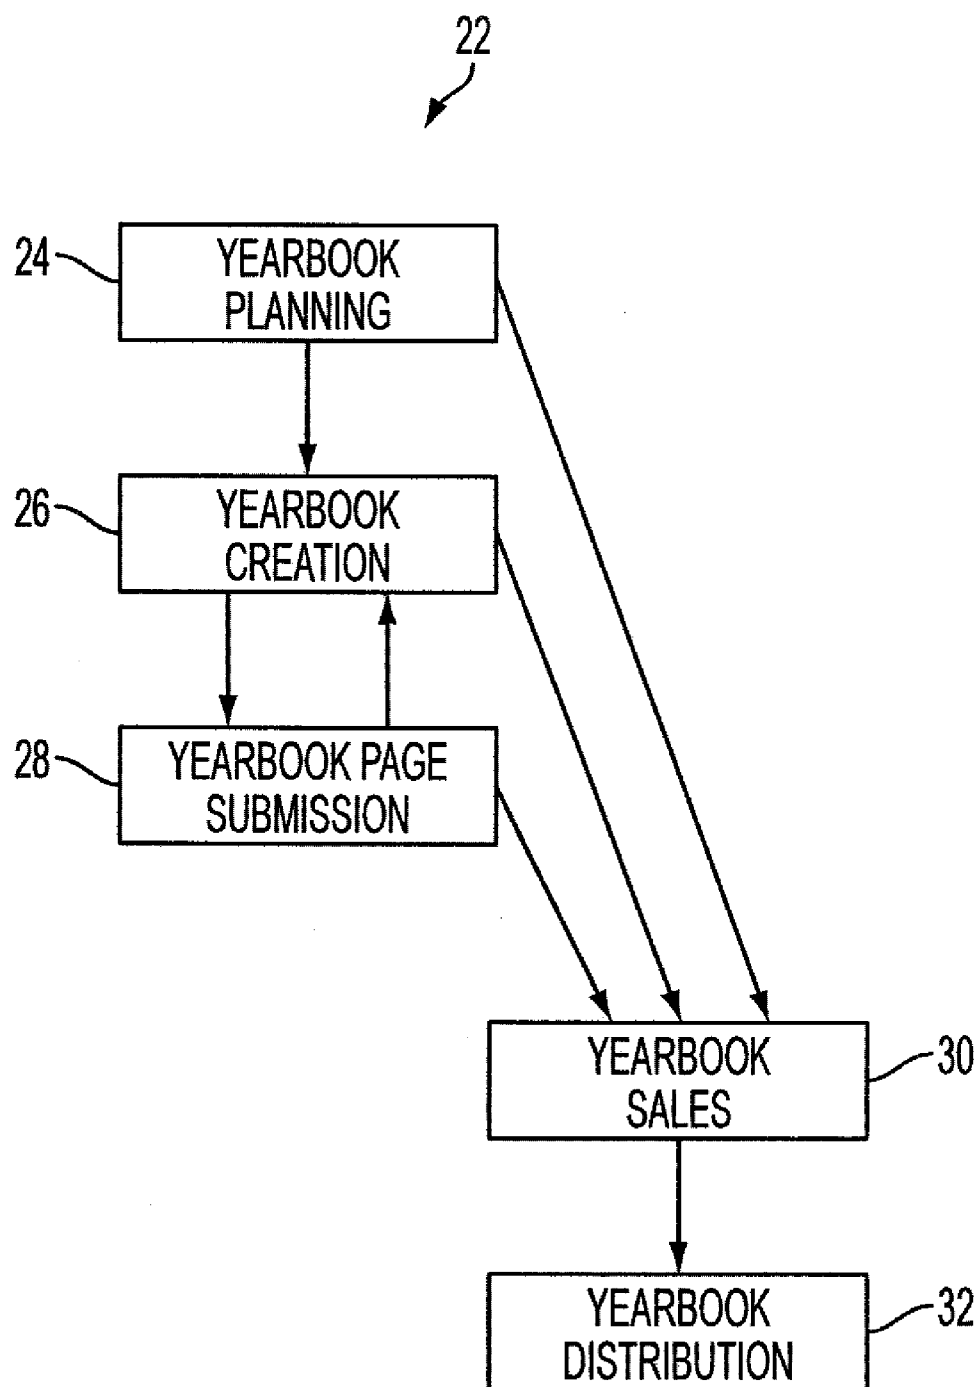 22
24
YEARBOOK
PLANNING
26
YEARBOOK
CREATION
28
YEARBOOK PAGE
SUBMISSION
YEARBOOK
SALES
30
YEARBOOK
DISTRIBUTION
32